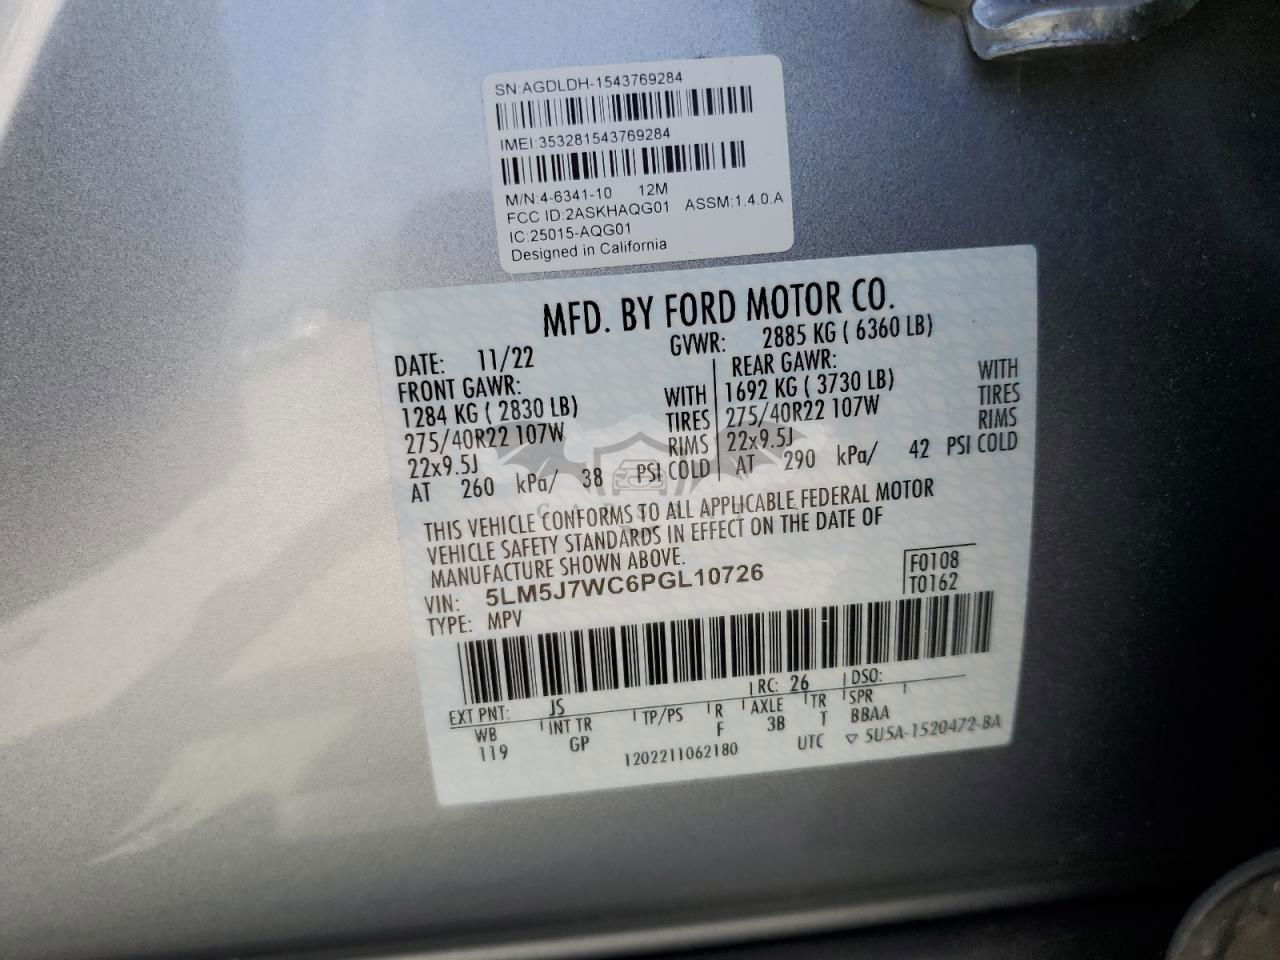 SN:AGDLDH-1543769284
IMEI:353281543769284
M/N:4-6341-10 12M
FCC ID:2ASKHAQG01 ASSM:1.4.0.A
IC:25015-AQG01
Designed in California
MFD. BY FORD MOTOR CO.
DATE: 11/22 GVWR: 2885 KG ( 6360 LB)
FRONT GAWR: REAR GAWR:
1284 KG ( 2830 LB) WITH 1692 KG ( 3730 LB) WITH
275/40R22 107W TIRES 275/40R22 107W TIRES
22x9.5J RIMS 22x9.5J RIMS
AT 260 kPa/ 38 PSI COLD AT 290 kPa/ 42 PSI COLD
THIS VEHICLE CONFORMS TO ALL APPLICABLE FEDERAL MOTOR
VEHICLE SAFETY STANDARDS IN EFFECT ON THE DATE OF
MANUFACTURE SHOWN ABOVE.
VIN: 5LM5J7WC6PGL10726 F0108
TYPE: MPV T0162
EXT PNT: JS RC: 26 DSO:
WB INT TR TP/PS R AXLE TR SPR
119 GP F 3B T BBAA
1202211062180 UTC ▽ 5U5A-1520472-BA